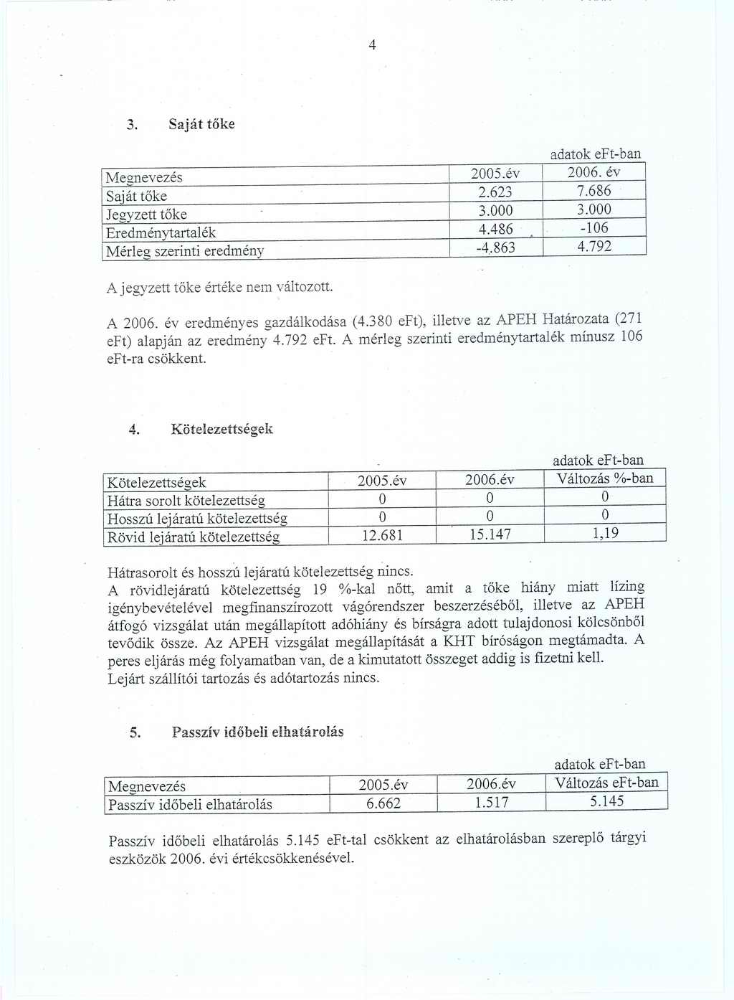 4
3. Saját tőke
adatok eFt-ban
Megnevezés 2005.év 2006. év
Saját tőke 2.623 7.686
Jegyzett tőke 3.000 3.000
Eredménytartalék 4.486 -106
Mérleg szerinti eredmény -4.863 4.792
A jegyzett tőke értéke nem változott.
A 2006. év eredményes gazdálkodása (4.380 eFt), illetve az APEH Határozata (271
eFt) alapján az eredmény 4.792 eFt. A mérleg szerinti eredménytartalék mínusz 106
eFt-ra csökkent.
4. Kötelezettségek
adatok eFt-ban
Kötelezettségek 2005.év 2006.év Változás %-ban
Hátra sorolt kötelezettség 0 0 0
Hosszú lejáratú kötelezettség 0 0 0
Rövid lejáratú kötelezettség 12.681 15.147 1,19
Hátrasorolt és hosszú lejáratú kötelezettség nincs.
A rövidlejáratú kötelezettség 19 %-kal nőtt, amit a tőke hiány miatt lízing
igénybevételével megfinanszírozott vágórendszer beszerzéséből, illetve az APEH
átfogó vizsgálat után megállapított adóhiány és bírságra adott tulajdonosi kölcsönből
tevődik össze. Az APEH vizsgálat megállapítását a KHT bíróságon megtámadta. A
peres eljárás még folyamatban van, de a kimutatott összeget addig is fizetni kell.
Lejárt szállítói tartozás és adótartozás nincs.
5. Passzív időbeli elhatárolás
adatok eFt-ban
Megnevezés 2005.év 2006.év Változás eFt-ban
Passzív időbeli elhatárolás 6.662 1.517 5.145
Passzív időbeli elhatárolás 5.145 eFt-tal csökkent az elhatárolásban szereplő tárgyi
eszközök 2006. évi értékcsökkenésével.